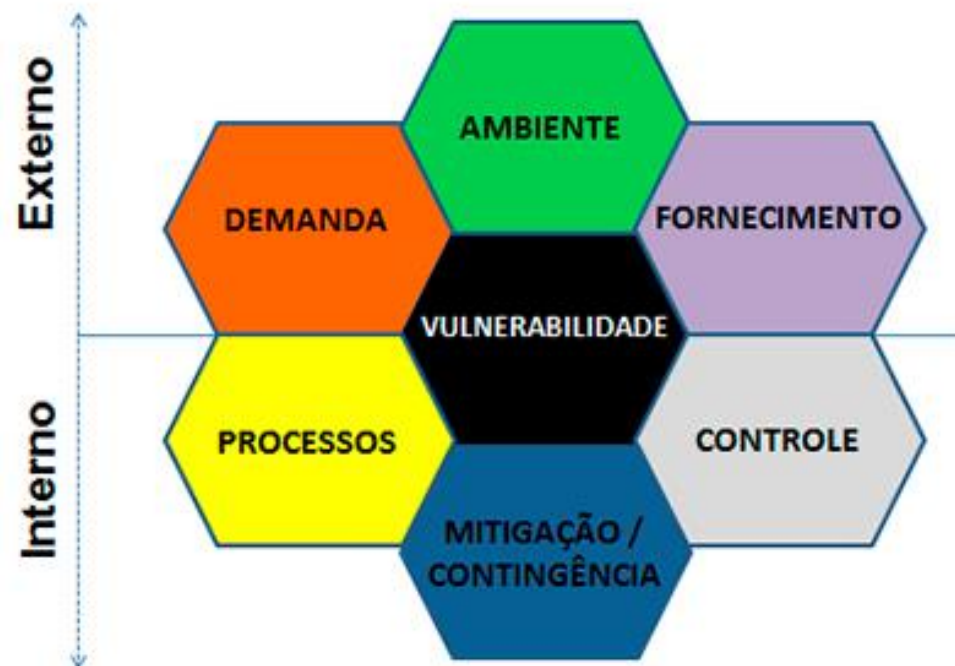 Externo
AMBIENTE
DEMANDA
FORNECIMENTO
VULNERABILIDADE
Interno
PROCESSOS
CONTROLE
MITIGAÇÃO /
CONTINGÊNCIA